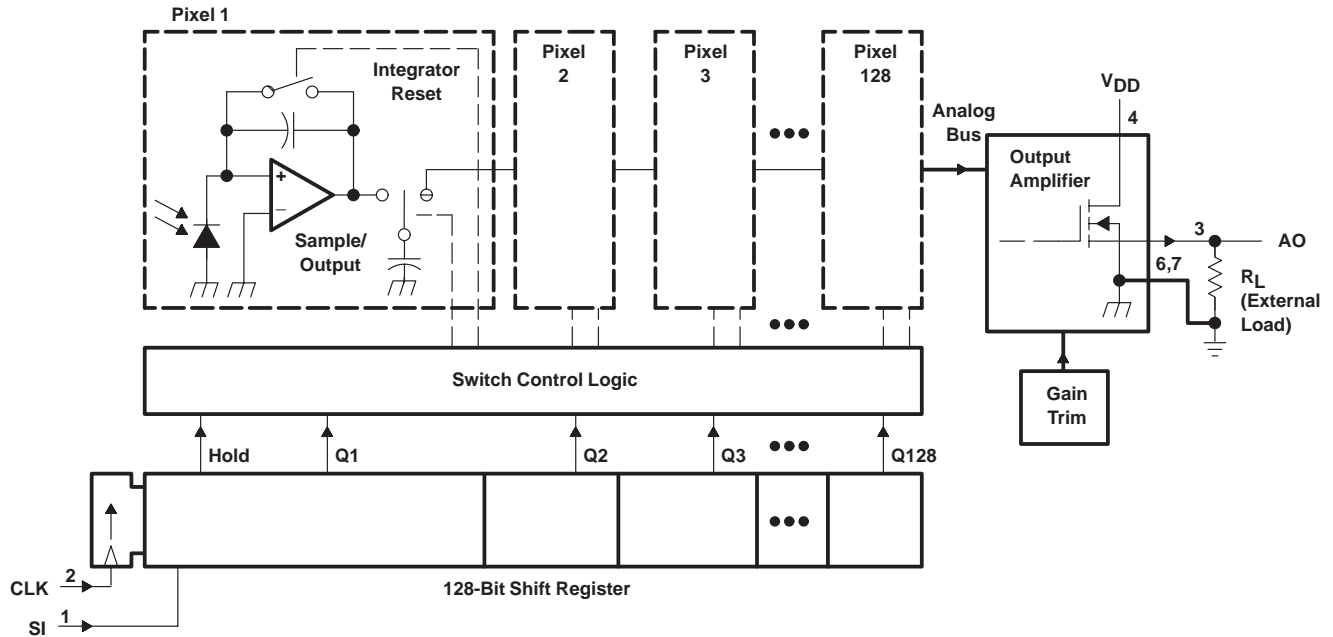 Pixel 1
Integrator
Reset
+
−
Sample/
Output
Pixel
2
Pixel
3
Pixel
128
Analog
Bus
VDD
4
Output
Amplifier
3
AO
6,7
RL
(External
Load)
Gain
Trim
Switch Control Logic
Hold
Q1
Q2
Q3
Q128
CLK
2
SI
1
128-Bit Shift Register